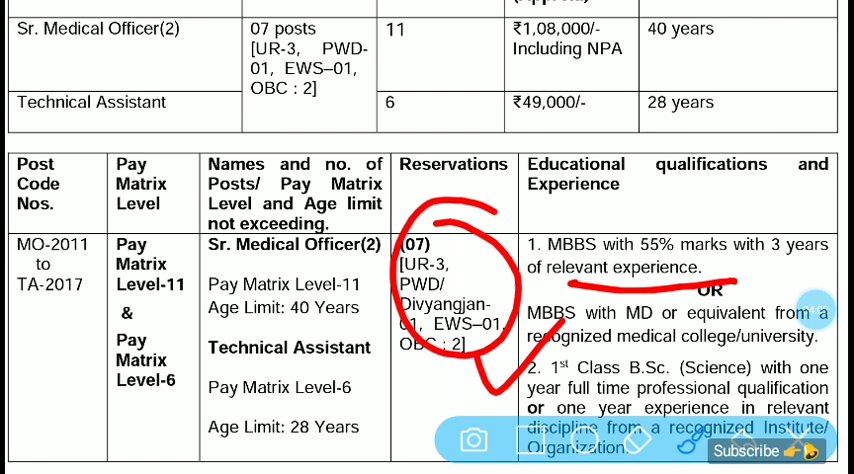 Sr. Medical Officer(2)
07 posts
[UR-3, PWD-
01, EWS–01,
OBC : 2]
11
₹1,08,000/-
Including NPA
40 years
Technical Assistant
6
₹49,000/-
28 years
Post
Code
Nos.
Pay
Matrix
Level
Names and no. of
Posts/ Pay Matrix
Level and Age limit
not exceeding.
Reservations
Educational qualifications and
Experience
MO-2011
to
TA-2017
Pay
Matrix
Level-11
&
Pay
Matrix
Level-6
Sr. Medical Officer(2)
Pay Matrix Level-11
Age Limit: 40 Years
Technical Assistant
Pay Matrix Level-6
Age Limit: 28 Years
(07)
[UR-3,
PWD/
Divyangjan-
01, EWS–01,
OBC : 2]
1. MBBS with 55% marks with 3 years
of relevant experience.
OR
MBBS with MD or equivalent from a
recognized medical college/university.
2. 1st Class B.Sc. (Science) with one
year full time professional qualification
or one year experience in relevant
discipline from a recognized Institute/
Organization.
Subscribe